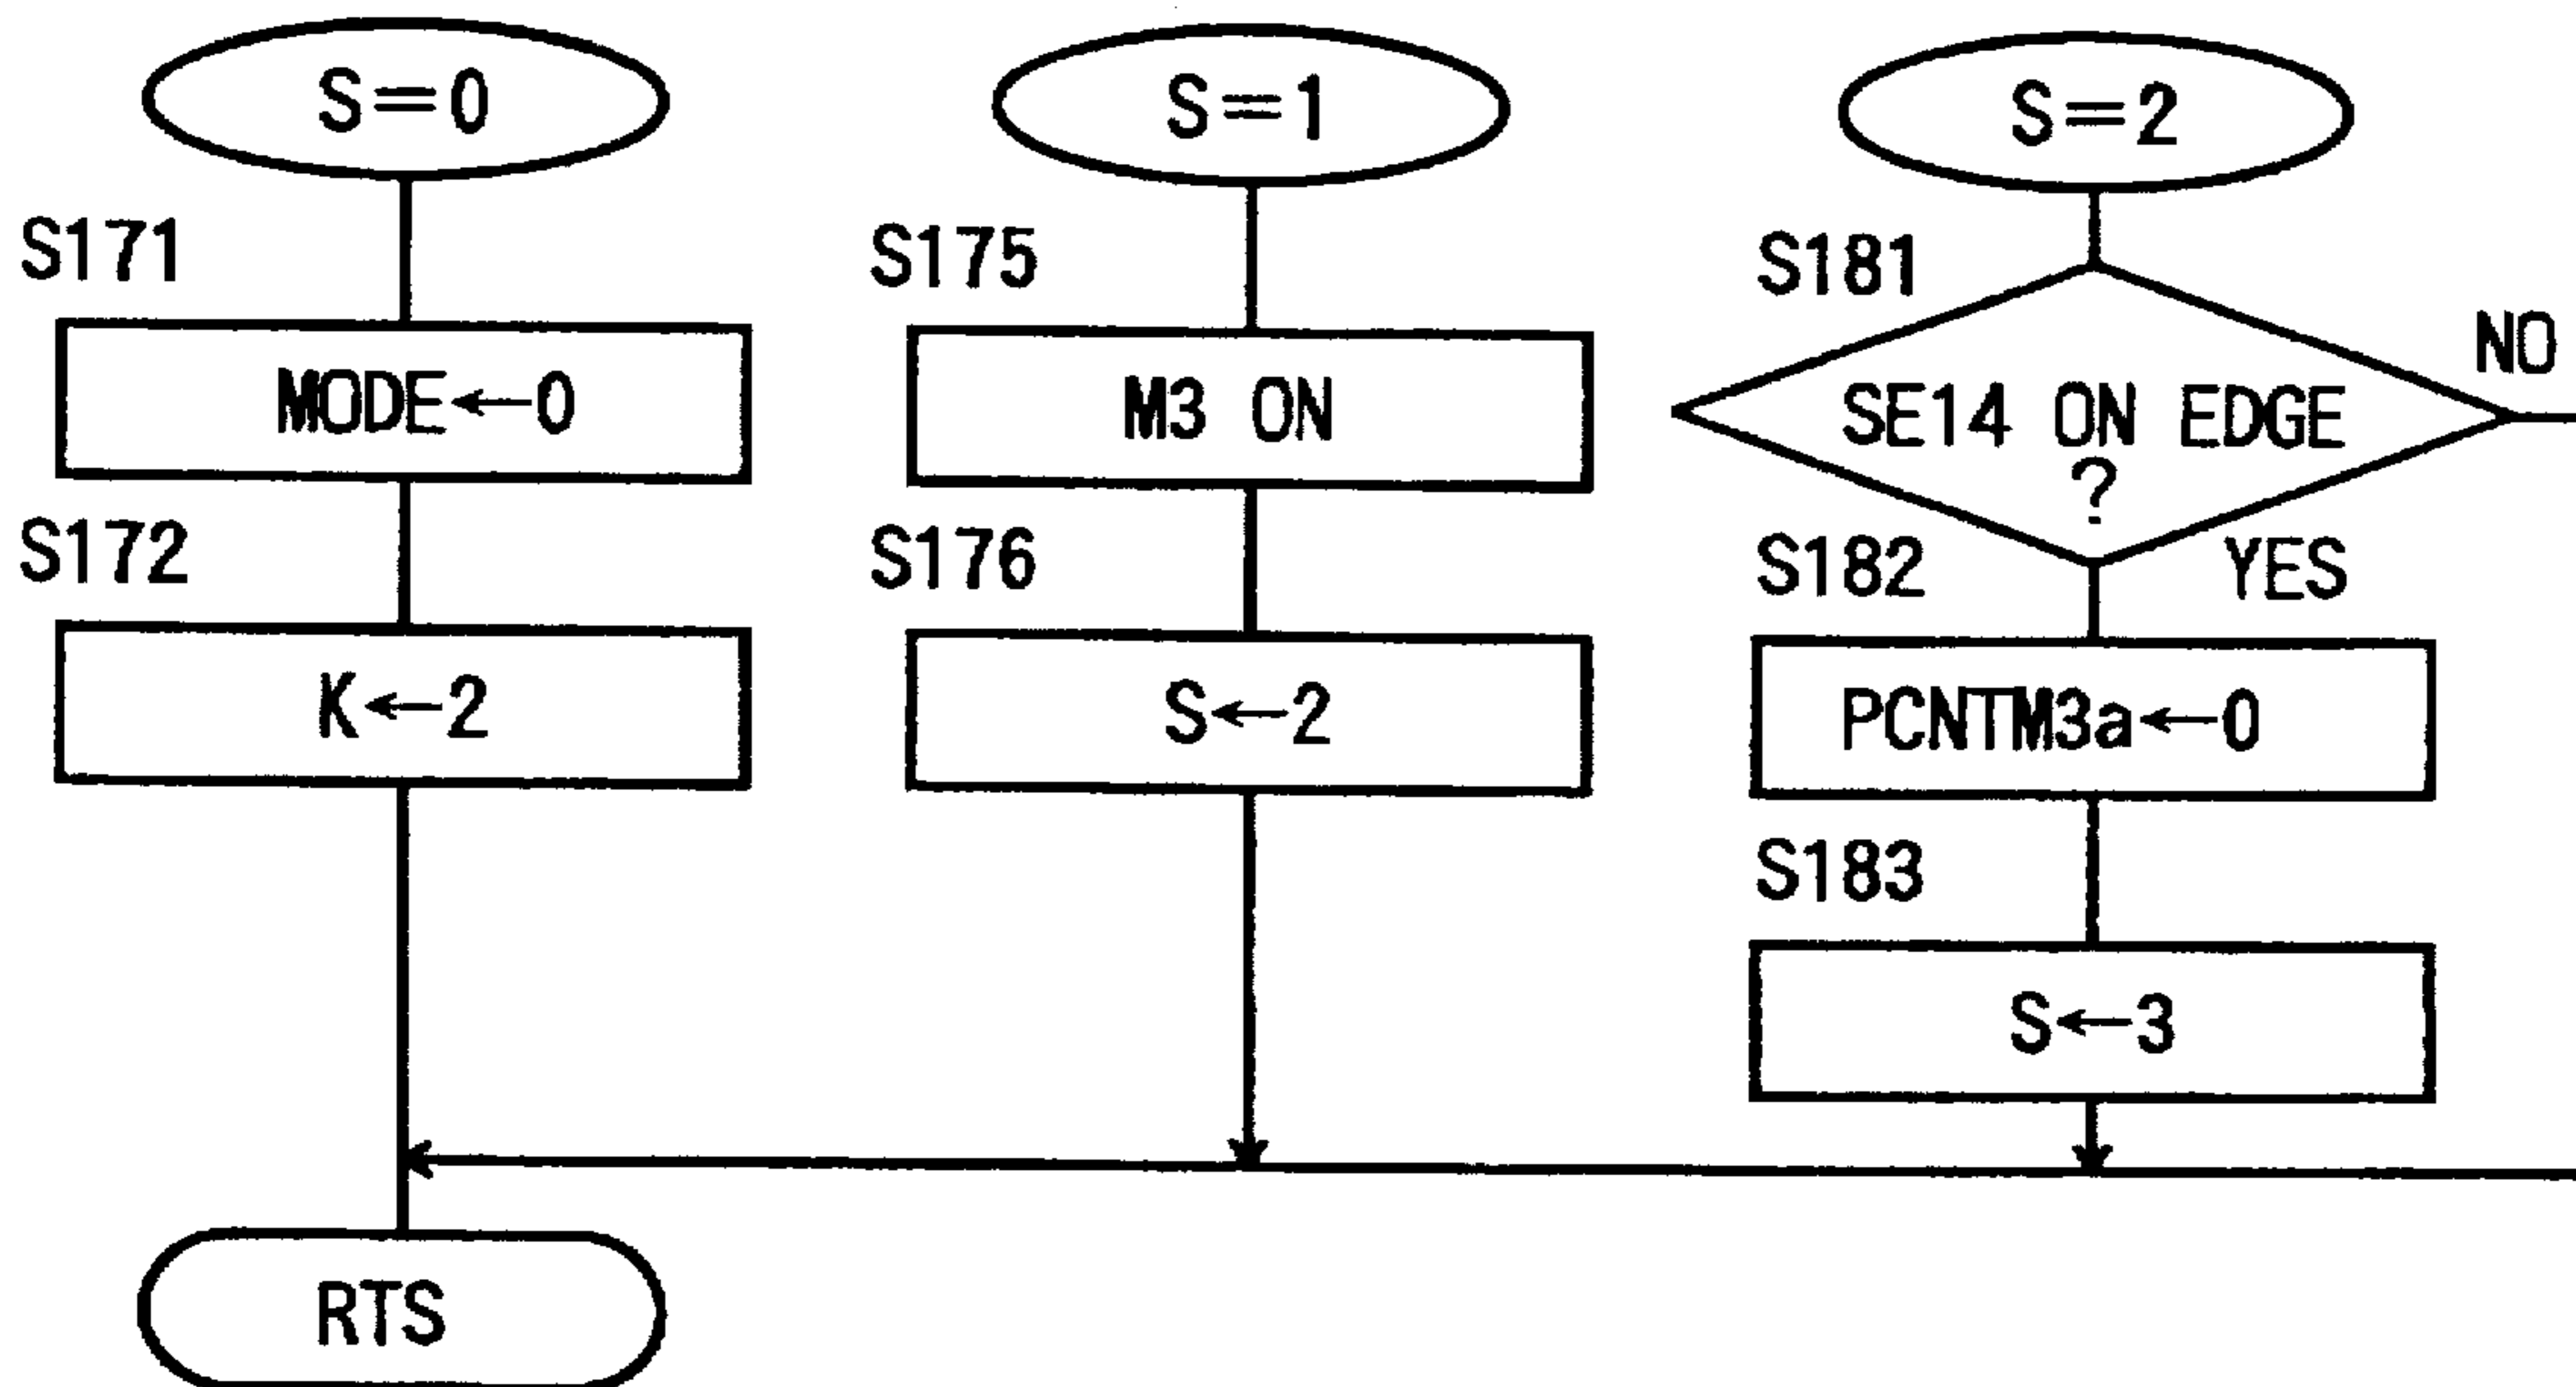 S=0
S171
MODE←0
S172
K←2
RTS
S=1
S175
M3 ON
S176
S←2
S=2
S181
SE14 ON EDGE
?
NO
YES
S182
PCNTM3a←0
S183
S←3